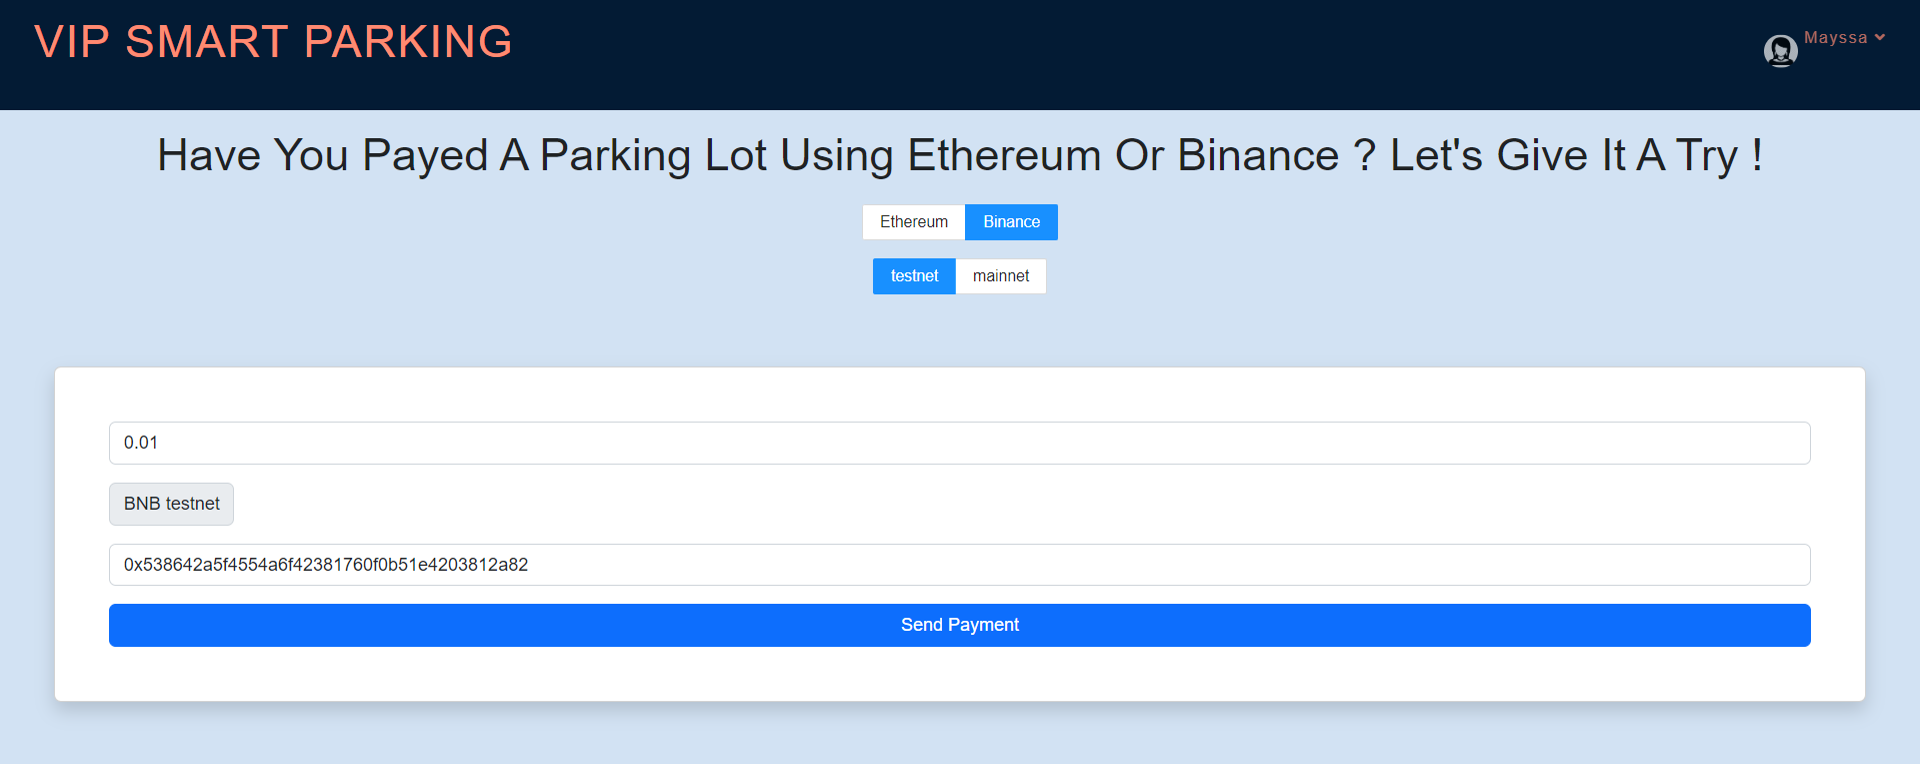 VIP SMART PARKING
Mayssa
Have You Payed A Parking Lot Using Ethereum Or Binance ? Let's Give It A Try !
Ethereum Binance
testnet mainnet
0.01
BNB testnet
0x538642a5f4554a6f42381760f0b51e4203812a82
Send Payment